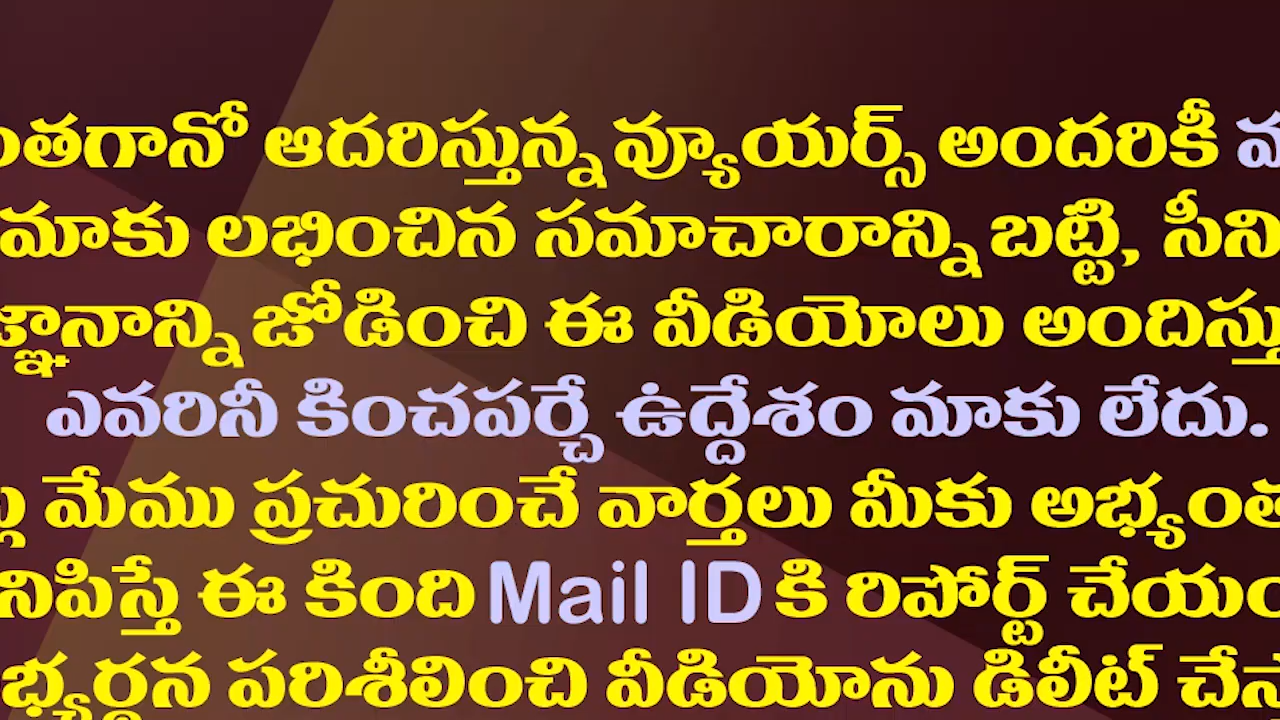 ంతగానో ఆదరిస్తున్న వ్యూయర్స్ అందరికీ
మాకు లభించిన సమాచారాన్ని బట్టి, సీని
జ్ఞానాన్ని జోడించి ఈ వీడియోలు అందిస్తు
ఎవరినీ కించపర్చే ఉద్దేశం మాకు లేదు.
మేము ప్రచురించే వార్తలు మీకు అభ్యంత
నిపిస్తే ఈ కింది Mail ID కి రిపోర్ట్ చేయం
భ్యర్థన పరిశీలించి వీడియోను డిలీట్ చేస